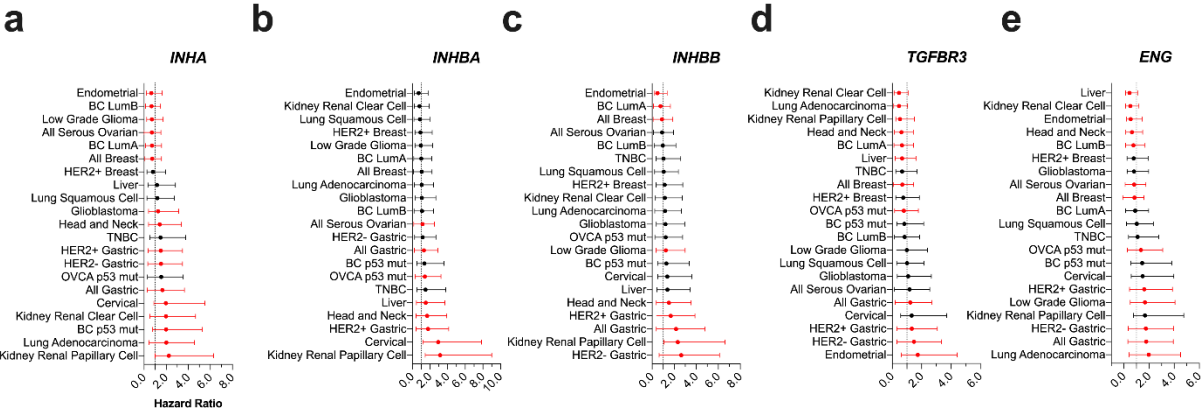 a
INHA
Endometrial
BC LumB
Low Grade Glioma
All Serous Ovarian
BC LumA
All Breast
HER2+ Breast
Liver
Lung Squamous Cell
Glioblastoma
Head and Neck
TNBC
HER2+ Gastric
HER2- Gastric
OVCA p53 mut
All Gastric
Cervical
Kidney Renal Clear Cell
BC p53 mut
Lung Adenocarcinoma
Kidney Renal Papillary Cell
0.0 2.0 4.0 6.0 8.0
Hazard Ratio
b
INHBA
Endometrial
Kidney Renal Clear Cell
Lung Squamous Cell
HER2+ Breast
Low Grade Glioma
BC LumA
All Breast
Lung Adenocarcinoma
Glioblastoma
BC LumB
All Serous Ovarian
HER2- Gastric
All Gastric
BC p53 mut
OVCA p53 mut
TNBC
Liver
Head and Neck
HER2+ Gastric
Cervical
Kidney Renal Papillary Cell
0.0 2.0 4.0 6.0 8.0 10.0
c
INHBB
Endometrial
BC LumA
All Breast
All Serous Ovarian
BC LumB
TNBC
Lung Squamous Cell
HER2+ Breast
Kidney Renal Clear Cell
Lung Adenocarcinoma
Glioblastoma
OVCA p53 mut
Low Grade Glioma
BC p53 mut
Cervical
Liver
Head and Neck
HER2+ Gastric
All Gastric
Kidney Renal Papillary Cell
HER2- Gastric
0.0 2.0 4.0 6.0 8.0
d
TGFBR3
Kidney Renal Clear Cell
Lung Adenocarcinoma
Kidney Renal Papillary Cell
Head and Neck
BC LumA
Liver
TNBC
All Breast
HER2+ Breast
OVCA p53 mut
BC p53 mut
BC LumB
Low Grade Glioma
Lung Squamous Cell
Glioblastoma
All Serous Ovarian
All Gastric
Cervical
HER2+ Gastric
HER2- Gastric
Endometrial
0.0 2.0 4.0 6.0
e
ENG
Liver
Kidney Renal Clear Cell
Endometrial
Head and Neck
BC LumB
HER2+ Breast
Glioblastoma
All Serous Ovarian
All Breast
BC LumA
Lung Squamous Cell
TNBC
OVCA p53 mut
BC p53 mut
Cervical
HER2+ Gastric
Low Grade Glioma
Kidney Renal Papillary Cell
HER2- Gastric
All Gastric
Lung Adenocarcinoma
0.0 2.0 4.0 6.0